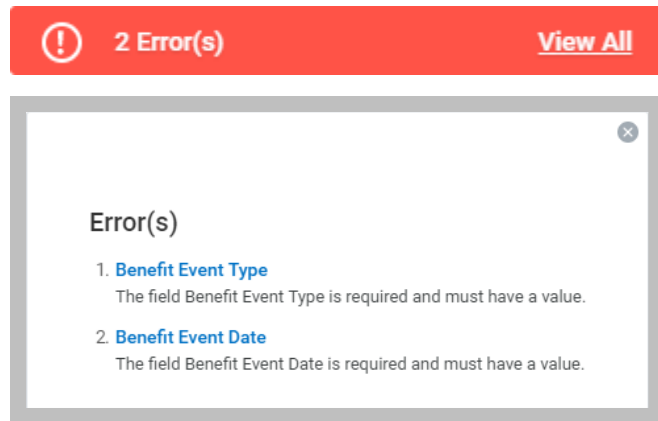 2 Error(s) View All
Error(s)
1. Benefit Event Type
The field Benefit Event Type is required and must have a value.
2. Benefit Event Date
The field Benefit Event Date is required and must have a value.